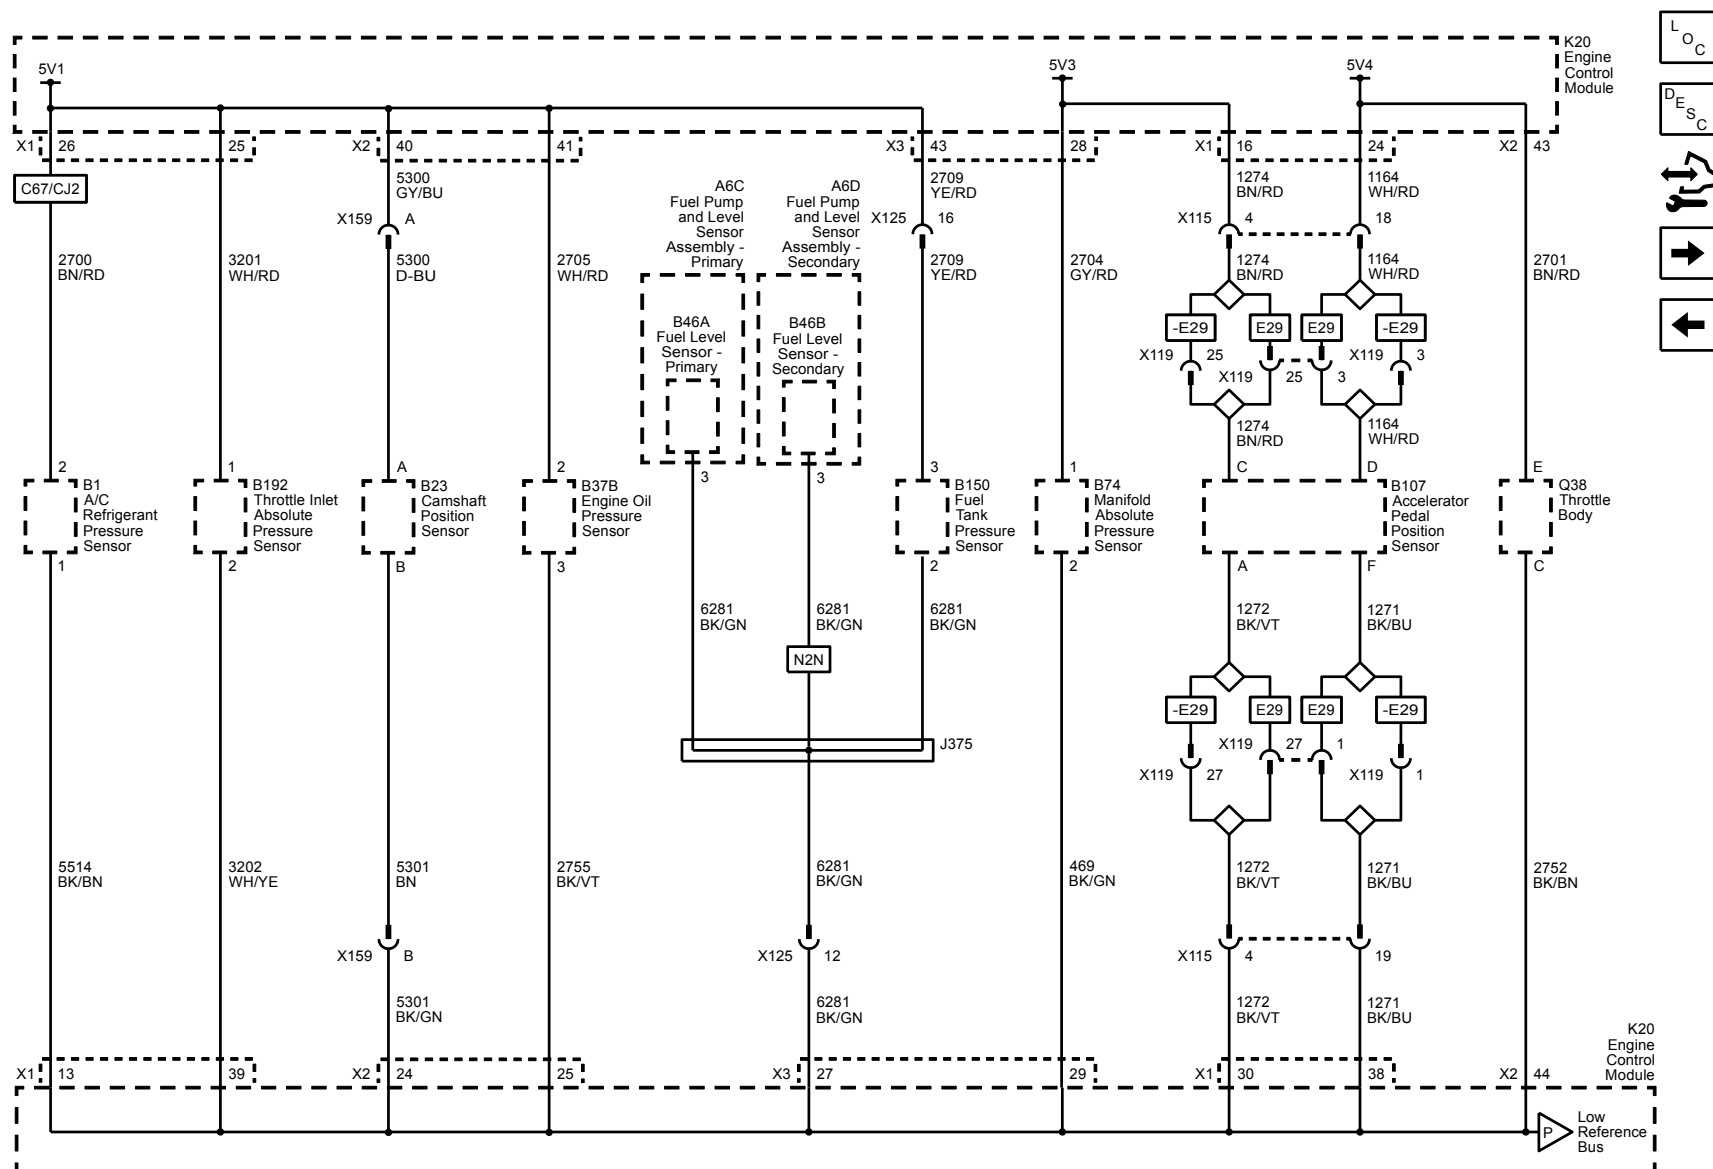 L
O
C
K20
Engine
Control
Module
5V1
5V3
5V4
D
E
S
C
X1 26
25
X2 40
41
X3 43
28
X1 16
24
X2 43
C67/CJ2
5300
GY/BU
2709
YE/RD
1274
BN/RD
1164
WH/RD
A6C
Fuel Pump
and Level
Sensor
Assembly -
Primary
A6D
Fuel Pump
and Level
Sensor
Assembly -
Secondary
X159 A
X125 16
X115 4
18
2700
BN/RD
3201
WH/RD
5300
D-BU
2705
WH/RD
2709
YE/RD
2704
GY/RD
1274
BN/RD
1164
WH/RD
2701
BN/RD
B46A
Fuel Level
Sensor -
Primary
B46B
Fuel Level
Sensor -
Secondary
-E29
E29
E29
-E29
X119 25
X119 3
X119 25
3
1274
BN/RD
1164
WH/RD
3
3
2
B1
A/C
Refrigerant
Pressure
Sensor
1
1
B192
Throttle Inlet
Absolute
Pressure
Sensor
2
A
B23
Camshaft
Position
Sensor
B
2
B37B
Engine Oil
Pressure
Sensor
3
3
B150
Fuel
Tank
Pressure
Sensor
2
1
B74
Manifold
Absolute
Pressure
Sensor
2
C
D
B107
Accelerator
Pedal
Position
Sensor
A
F
E
Q38
Throttle
Body
C
6281
BK/GN
6281
BK/GN
6281
BK/GN
1272
BK/VT
1271
BK/BU
N2N
-E29
E29
E29
-E29
J375
X119 27
1
X119 27
X119 1
5514
BK/BN
3202
WH/YE
5301
BN
2755
BK/VT
6281
BK/GN
469
BK/GN
1272
BK/VT
1271
BK/BU
2752
BK/BN
X159 B
X125 12
X115 4
19
5301
BK/GN
6281
BK/GN
1272
BK/VT
1271
BK/BU
K20
Engine
Control
Module
X1 13
39
X2 24
25
X3 27
29
X1 30
38
X2 44
P
Low
Reference
Bus